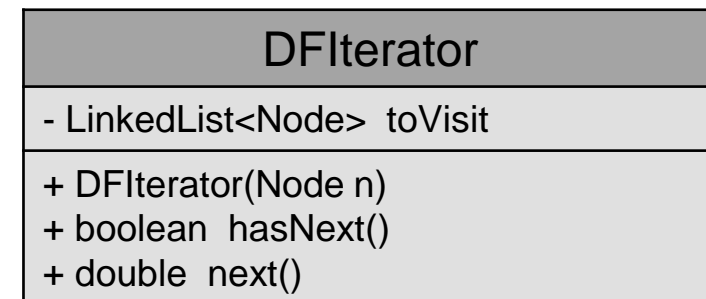 DFIterator
- LinkedList<Node> toVisit
+ DFIterator(Node n)
+ boolean hasNext()
+ double next()